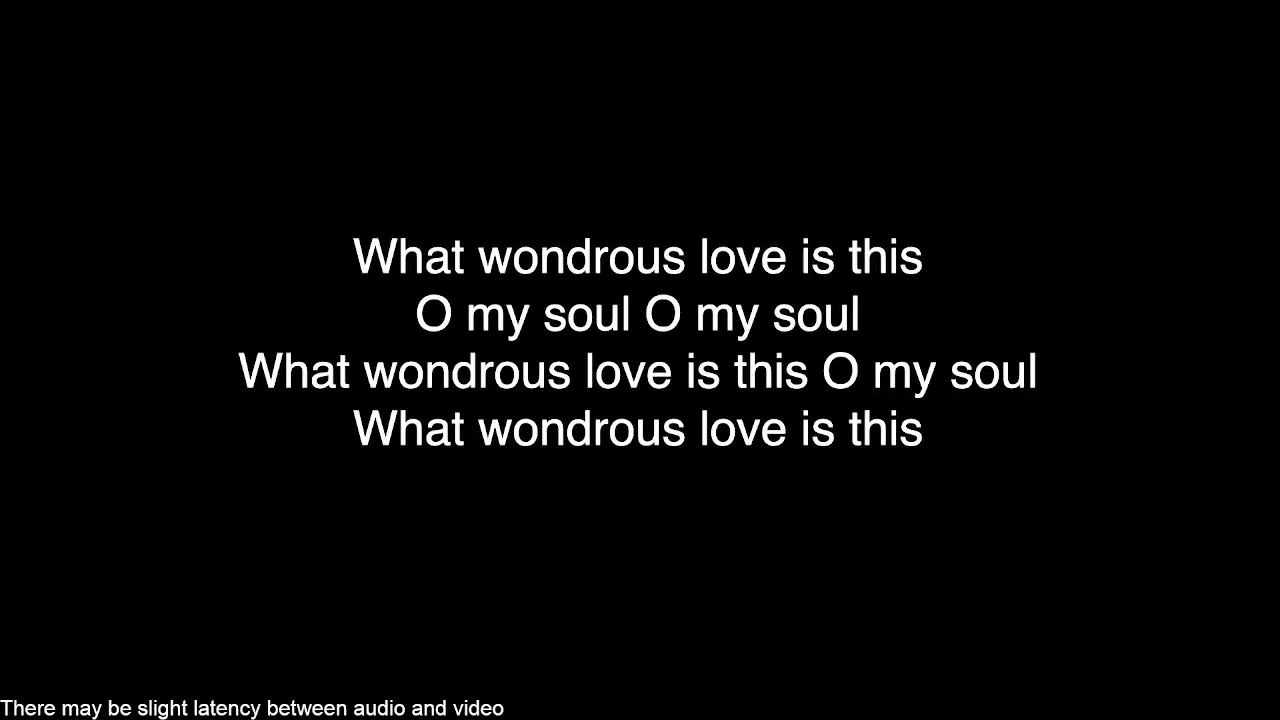 What wondrous love is this
O my soul O my soul
What wondrous love is this O my soul
What wondrous love is this
There may be slight latency between audio and video